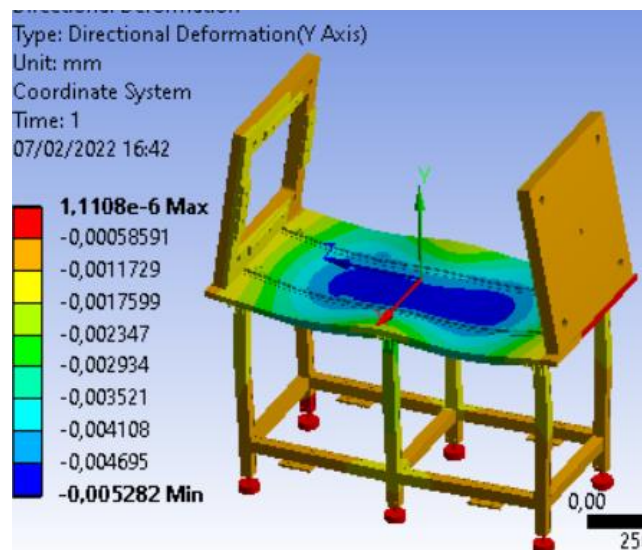 Directional Deformation
Type: Directional Deformation(Y Axis)
Unit: mm
Coordinate System
Time: 1
07/02/2022 16:42
1,1108e-6 Max
-0,00058591
-0,0011729
-0,0017599
-0,002347
-0,002934
-0,003521
-0,004108
-0,004695
-0,005282 Min
Y
0,00
25